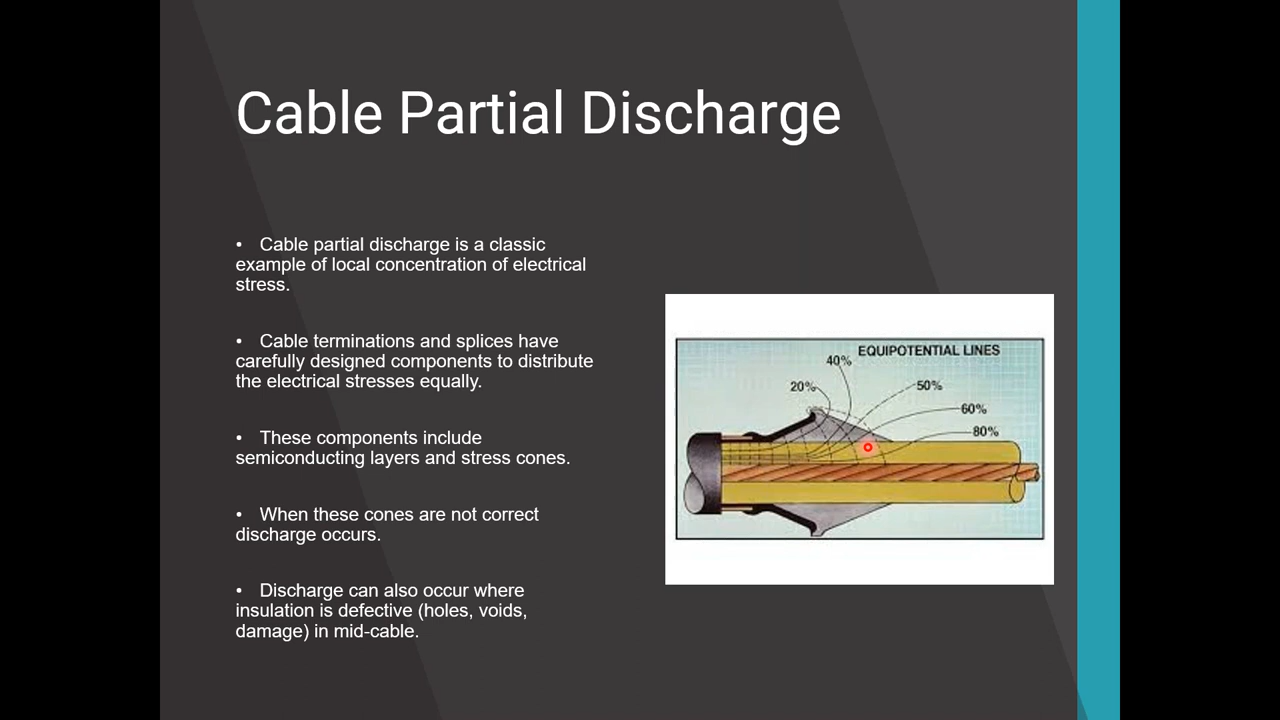 Cable Partial Discharge
• Cable partial discharge is a classic
example of local concentration of electrical
stress.
• Cable terminations and splices have
carefully designed components to distribute
the electrical stresses equally.
• These components include
semiconducting layers and stress cones.
• When these cones are not correct
discharge occurs.
• Discharge can also occur where
insulation is defective (holes, voids,
damage) in mid-cable.
EQUIPOTENTIAL LINES
40%
20%
50%
60%
80%